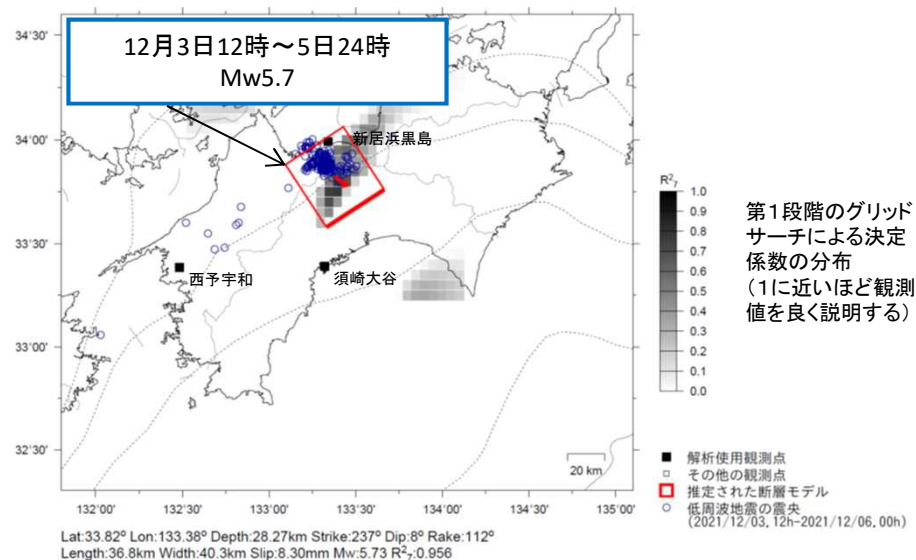 12月3日12時～5日24時
Mw5.7
34˚30'
34˚00'
33˚30'
33˚00'
32˚30'
新居浜黒島
西予宇和
須崎大谷
20 km
132˚00'
132˚30'
133˚00'
133˚30'
134˚00'
134˚30'
135˚00'
R²₇
1.0
0.9
0.8
0.7
0.6
0.5
0.4
0.3
0.2
0.1
0.0
第１段階のグリッド
サーチによる決定
係数の分布
（１に近いほど観測
値を良く説明する）
解析使用観測点
その他の観測点
推定された断層モデル
低周波地震の震央
(2021/12/03.12h-2021/12/06.00h)
Lat:33.82° Lon:133.38° Depth:28.27km Strike:237° Dip:8° Rake:112°
Length:36.8km Width:40.3km Slip:8.30mm Mw:5.73 R²₇:0.956